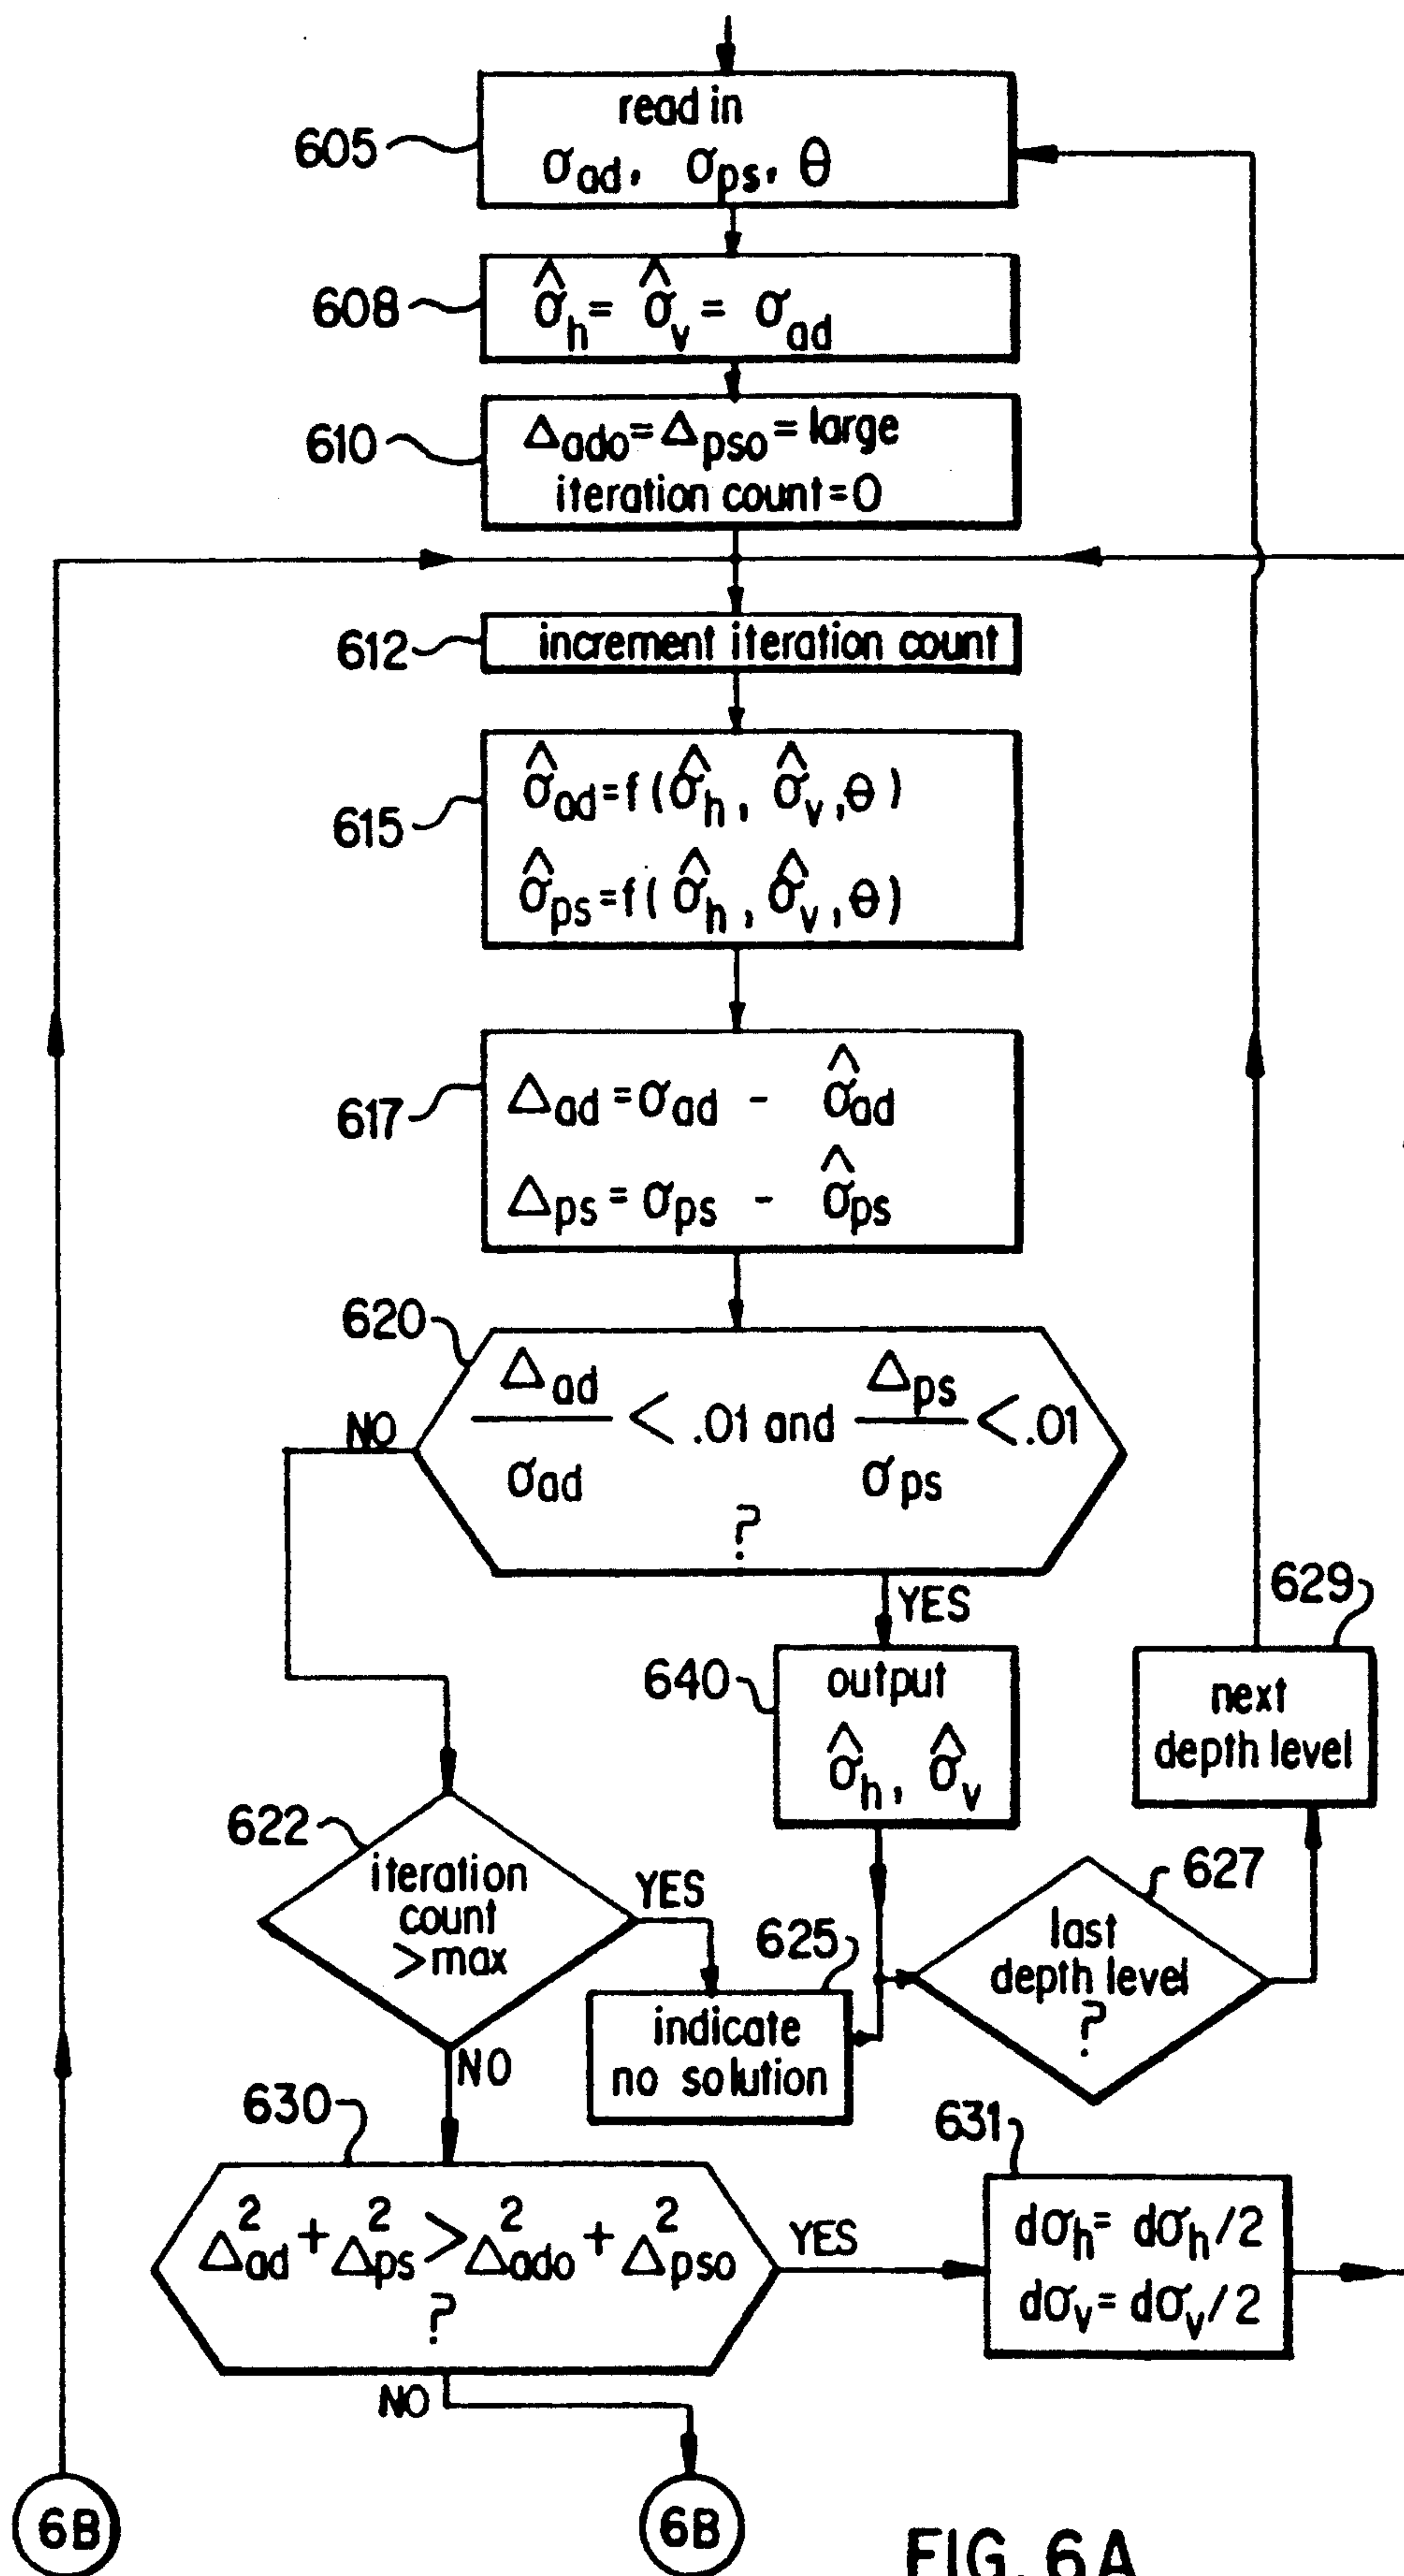 605
read in
σad, σps, θ
608
σ̂h = σ̂v = σad
610
Δado = Δpso = large
iteration count = 0
612
increment iteration count
615
σ̂ad = f(σ̂h, σ̂v, θ)
σ̂ps = f(σ̂h, σ̂v, θ)
617
Δad = σad - σ̂ad
Δps = σps - σ̂ps
620
Δad / σad < .01 and Δps / σps < .01
?
NO
YES
640
output
σ̂h, σ̂v
629
next
depth level
622
iteration
count
>max
YES
NO
625
indicate
no solution
627
last
depth level
?
630
Δ²ad + Δ²ps > Δ²ado + Δ²pso
?
YES
NO
631
dσh = dσh/2
dσv = dσv/2
6B
6B
FIG. 6A